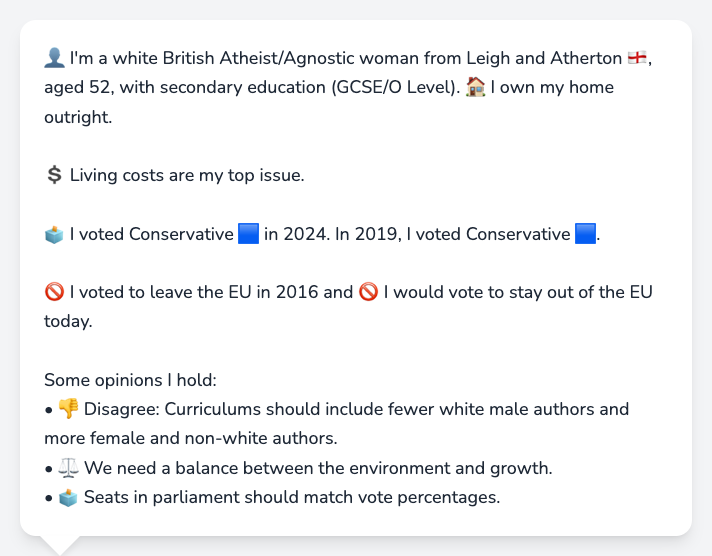 👤 I'm a white British Atheist/Agnostic woman from Leigh and Atherton 🏴󠁧󠁢󠁥󠁮󠁧󠁿,
aged 52, with secondary education (GCSE/O Level). 🏠 I own my home
outright.
💲 Living costs are my top issue.
🗳️ I voted Conservative 🟦 in 2024. In 2019, I voted Conservative 🟦.
🚫 I voted to leave the EU in 2016 and 🚫 I would vote to stay out of the EU
today.
Some opinions I hold:
• 👎 Disagree: Curriculums should include fewer white male authors and
more female and non-white authors.
• ⚖️ We need a balance between the environment and growth.
• 🗳️ Seats in parliament should match vote percentages.